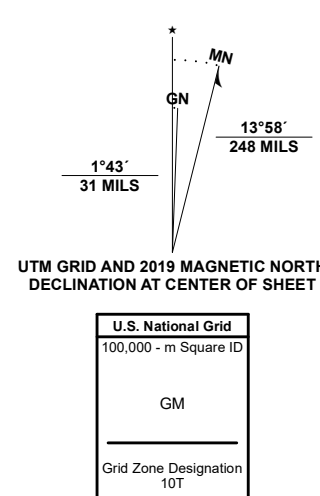 ★
MN
GN
13°58´
248 MILS
1°43´
31 MILS
UTM GRID AND 2019 MAGNETIC NORTH
DECLINATION AT CENTER OF SHEET
U.S. National Grid
100,000 - m Square ID
GM
Grid Zone Designation
10T